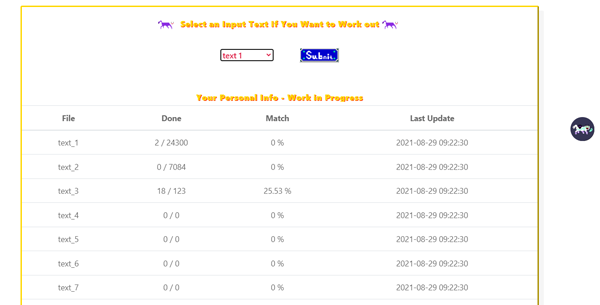 Select an Input Text If You Want to Work out
text 1
Submit
Your Personal Info - Work in Progress
File Done Match Last Update
text_1 2 / 24300 0 % 2021-08-29 09:22:30
text_2 0 / 7084 0 % 2021-08-29 09:22:30
text_3 18 / 123 25.53 % 2021-08-29 09:22:30
text_4 0 / 0 0 % 2021-08-29 09:22:30
text_5 0 / 0 0 % 2021-08-29 09:22:30
text_6 0 / 0 0 % 2021-08-29 09:22:30
text_7 0 / 0 0 % 2021-08-29 09:22:30